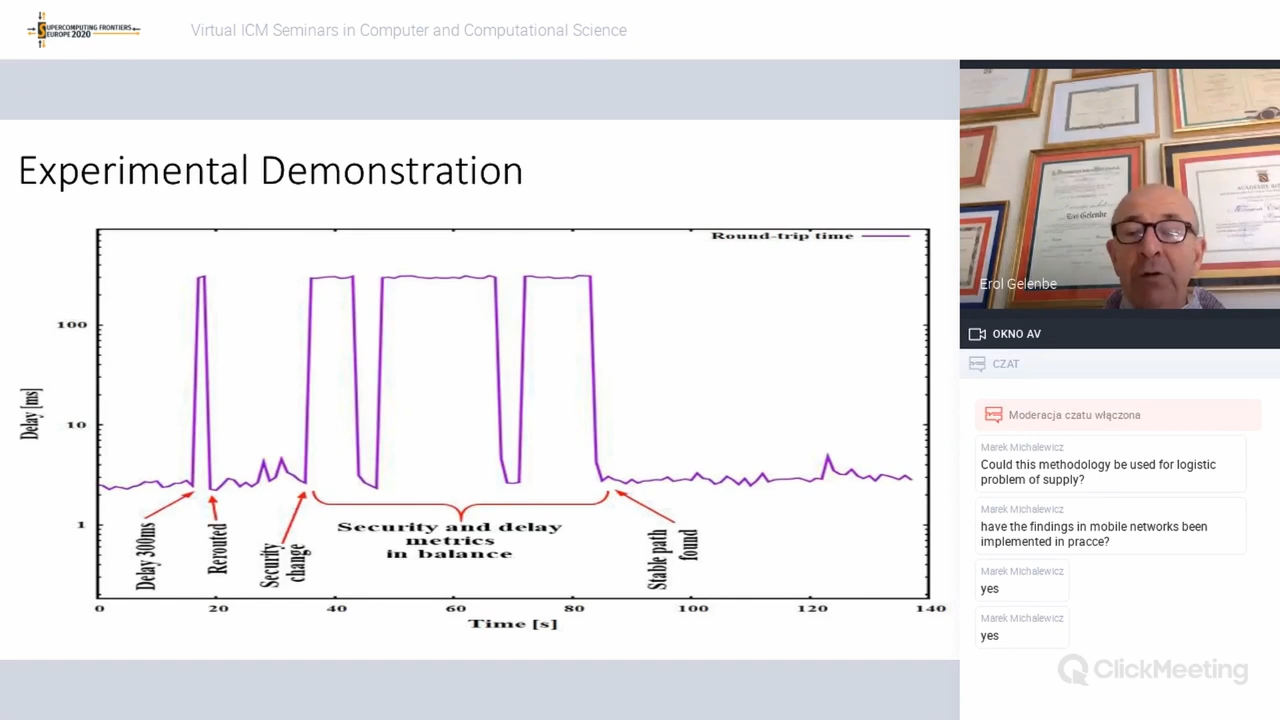 SUPERCOMPUTING FRONTIERS
EUROPE 2020
Virtual ICM Seminars in Computer and Computational Science
Experimental Demonstration
Round-trip time
100
10
1
Delay [ms]
Delay 300ms
Rerouted
Security
change
Security and delay
metrics
in balance
Stable path
found
0 20 40 60 80 100 120 140
Time [s]
Erol Gelenbe
Erol Gelenbe
OKNO AV
CZAT
Moderacja czatu włączona
Marek Michalewicz
Could this methodology be used for logistic
problem of supply?
Marek Michalewicz
have the findings in mobile networks been
implemented in pracce?
Marek Michalewicz
yes
Marek Michalewicz
yes
ClickMeeting